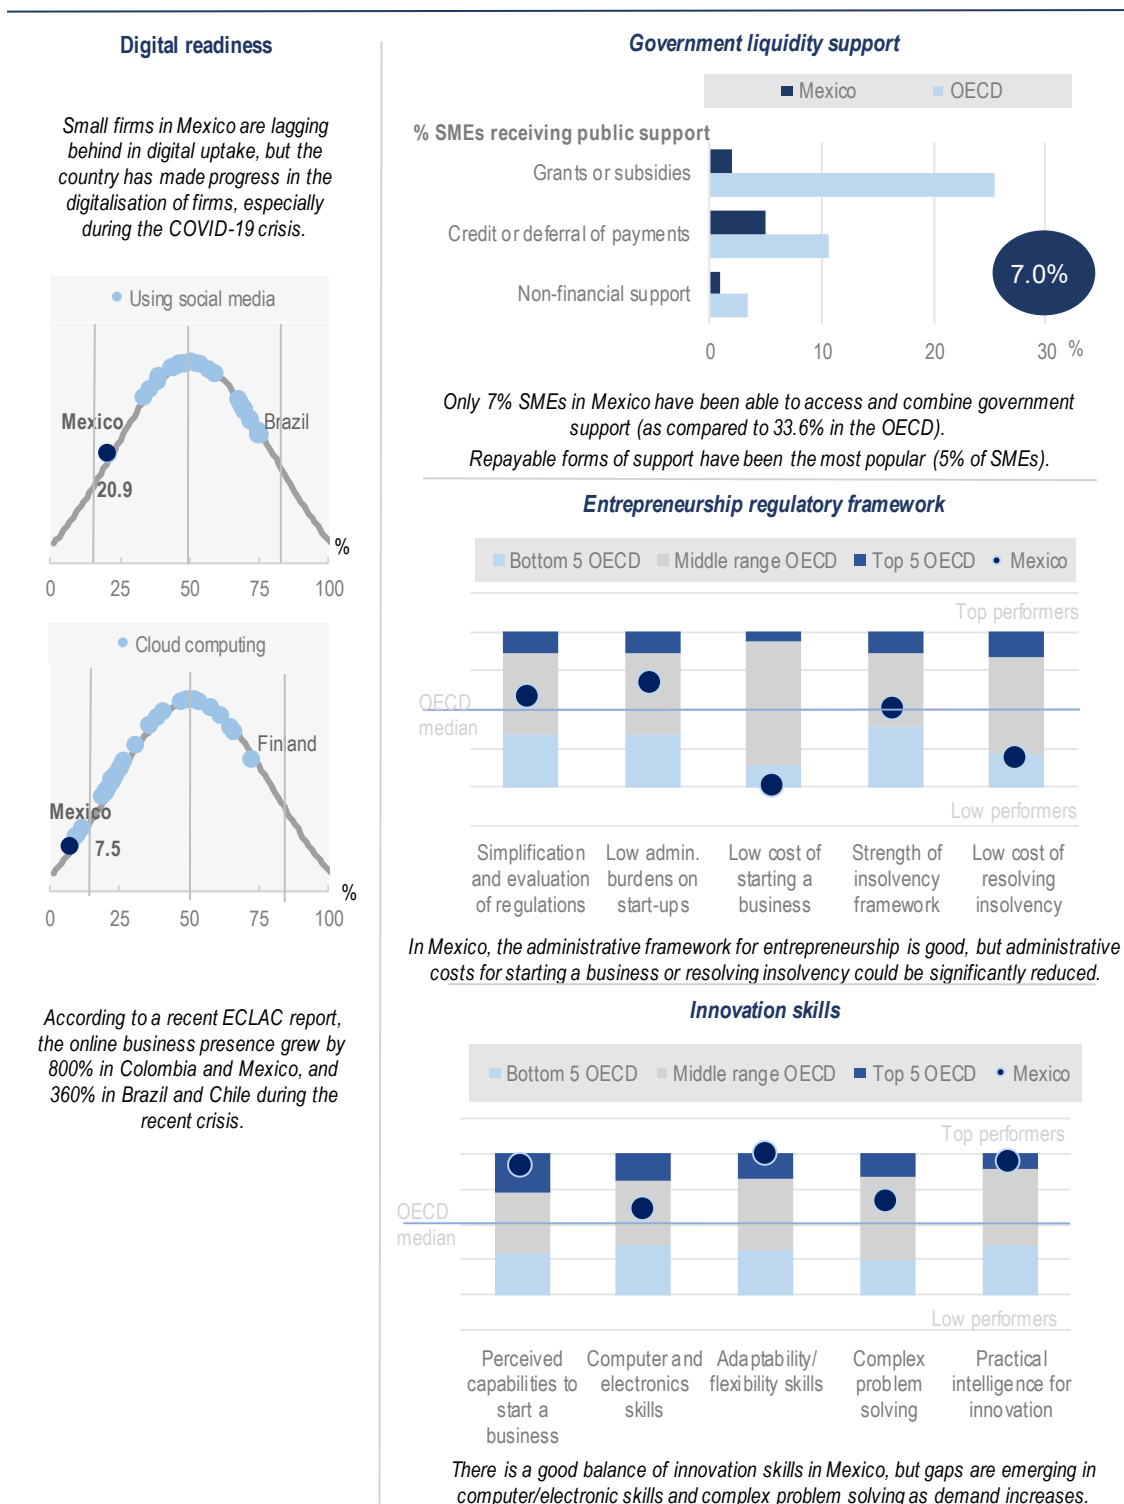 Digital readiness
Small firms in Mexico are lagging
behind in digital uptake, but the
country has made progress in the
digitalisation of firms, especially
during the COVID-19 crisis.
Using social media
Mexico
Brazil
20.9
%
0 25 50 75 100
Cloud computing
Finland
Mexico
7.5
%
0 25 50 75 100
According to a recent ECLAC report,
the online business presence grew by
800% in Colombia and Mexico, and
360% in Brazil and Chile during the
recent crisis.
Government liquidity support
Mexico OECD
% SMEs receiving public support
Grants or subsidies
Credit or deferral of payments
Non-financial support
7.0%
0 10 20 30 %
Only 7% SMEs in Mexico have been able to access and combine government
support (as compared to 33.6% in the OECD).
Repayable forms of support have been the most popular (5% of SMEs).
Entrepreneurship regulatory framework
Bottom 5 OECD Middle range OECD Top 5 OECD Mexico
Top performers
OECD
median
Low performers
Simplification
and evaluation
of regulations
Low admin.
burdens on
start-ups
Low cost of
starting a
business
Strength of
insolvency
framework
Low cost of
resolving
insolvency
In Mexico, the administrative framework for entrepreneurship is good, but administrative
costs for starting a business or resolving insolvency could be significantly reduced.
Innovation skills
Bottom 5 OECD Middle range OECD Top 5 OECD Mexico
Top performers
OECD
median
Low performers
Perceived
capabilities to
start a
business
Computer and
electronics
skills
Adaptability/
flexibility skills
Complex
problem
solving
Practical
intelligence for
innovation
There is a good balance of innovation skills in Mexico, but gaps are emerging in
computer/electronic skills and complex problem solving as demand increases.